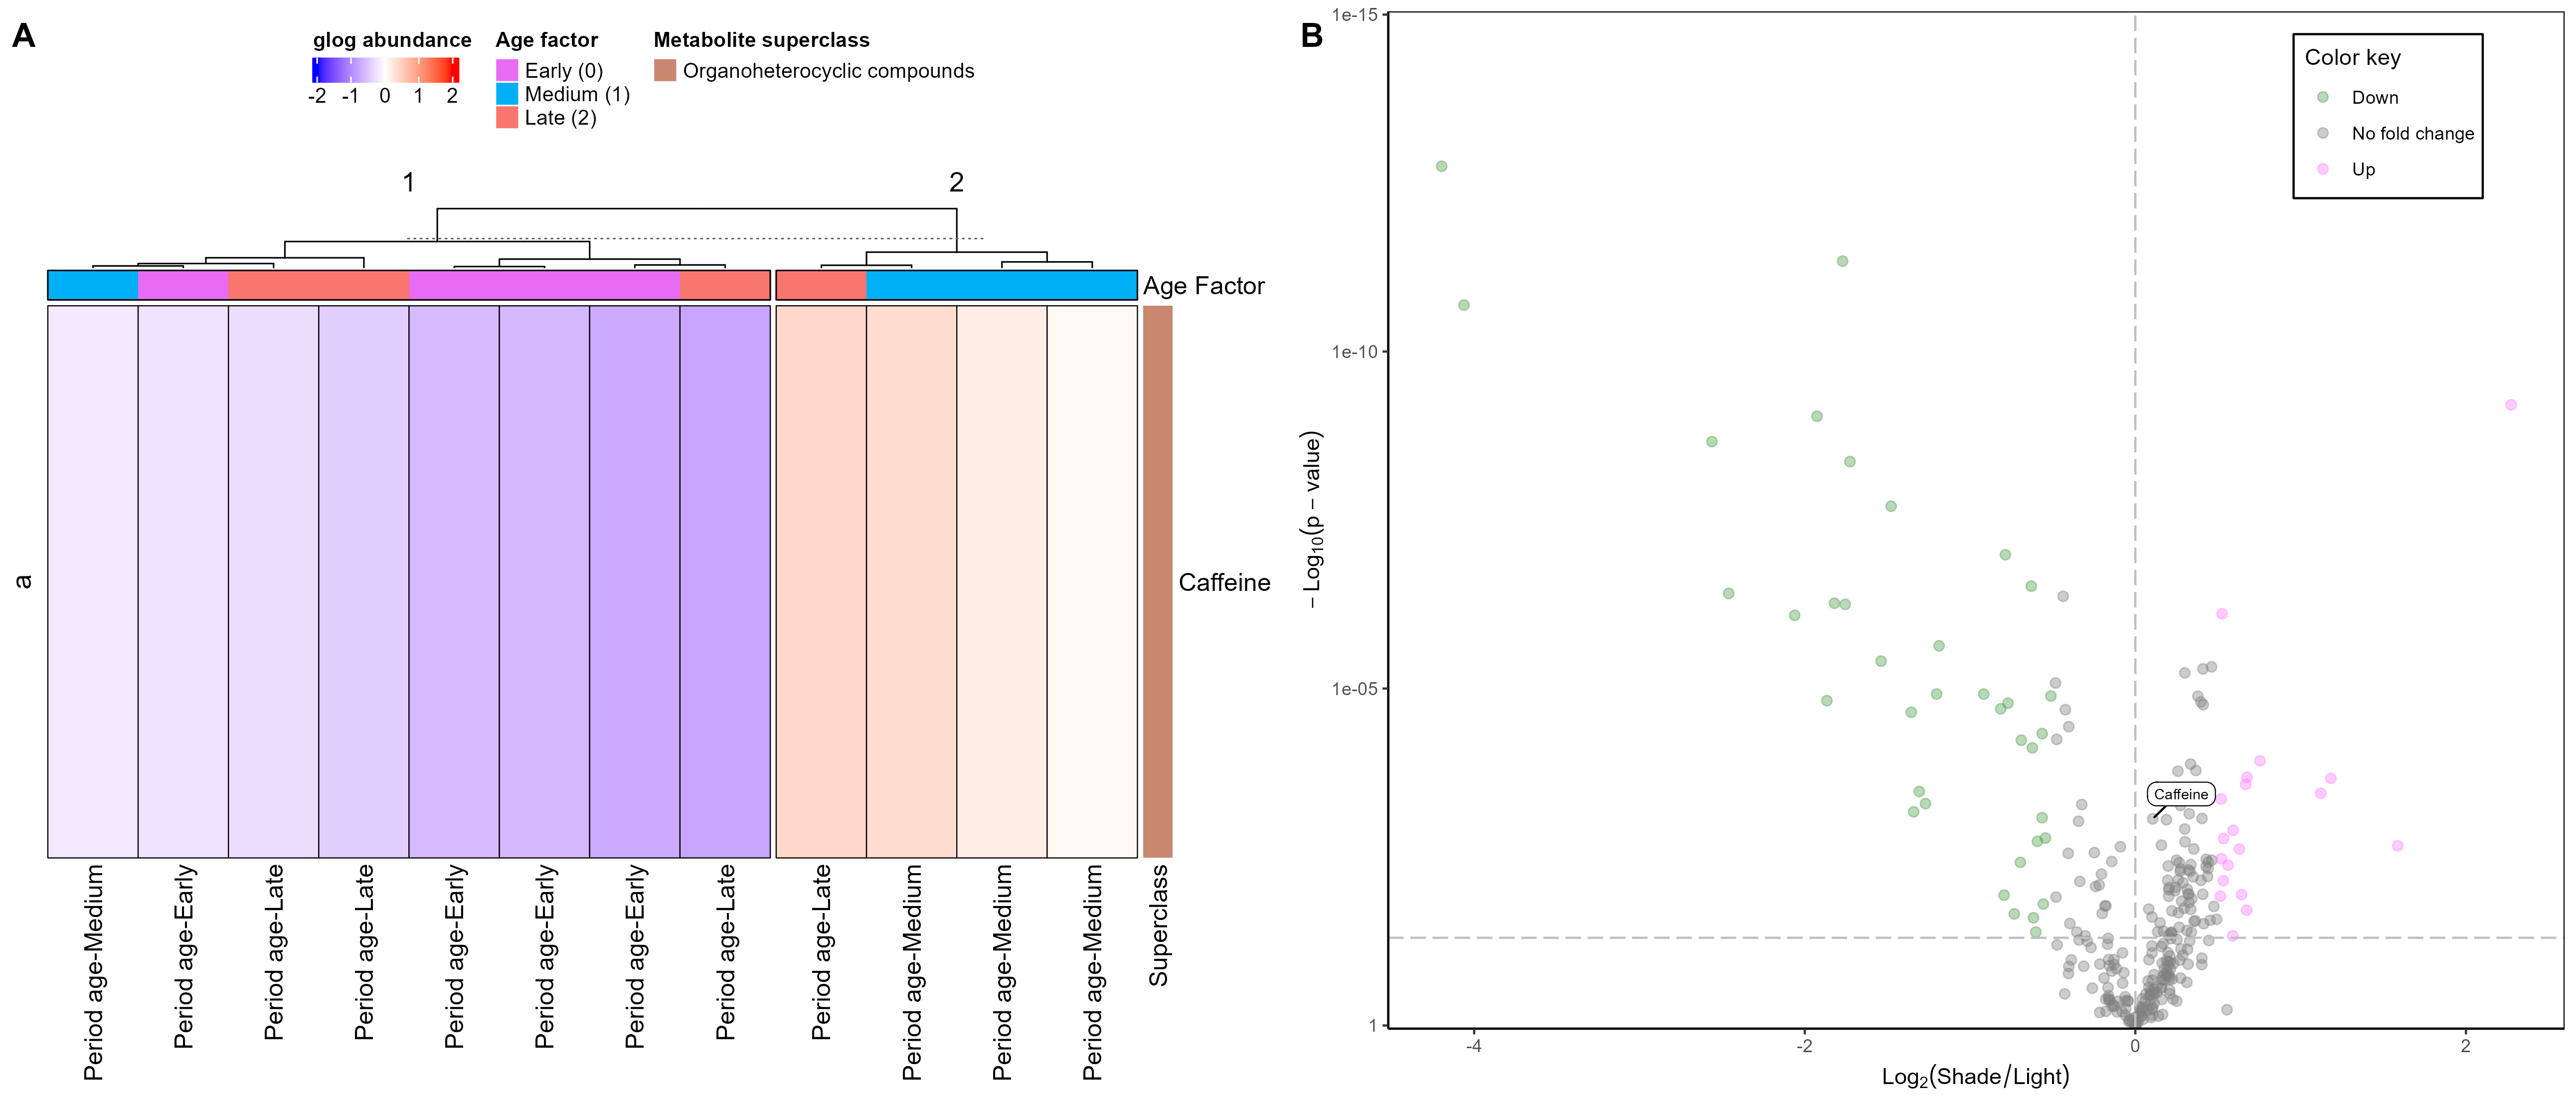 A
glog abundance
-2 -1 0 1 2
Age factor
Early (0)
Medium (1)
Late (2)
Metabolite superclass
Organoheterocyclic compounds
1 2
Age Factor
a
Caffeine
Period age-Medium
Period age-Early
Period age-Late
Period age-Late
Period age-Early
Period age-Early
Period age-Early
Period age-Late
Period age-Late
Period age-Medium
Period age-Medium
Period age-Medium
Superclass
B
1e-15
1e-10
1e-05
1
− Log₁₀(p − value)
Color key
Down
No fold change
Up
Caffeine
-4 -2 0 2
Log₂(Shade/Light)